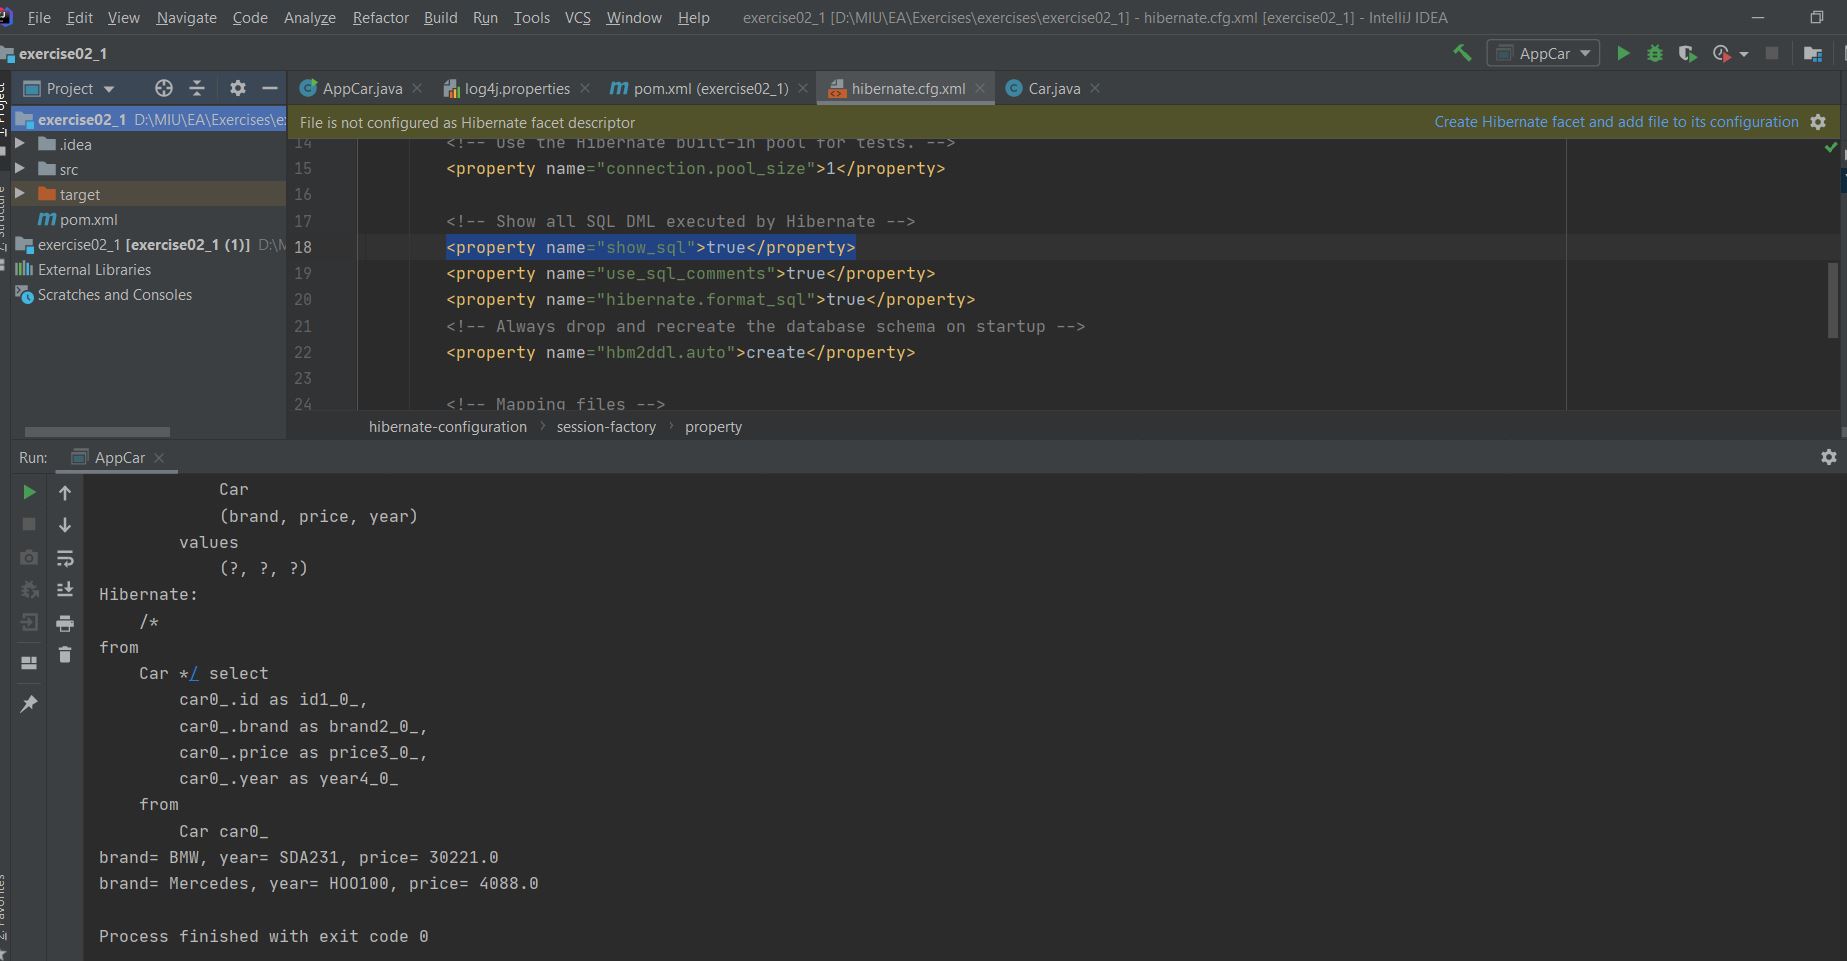 File Edit View Navigate Code Analyze Refactor Build Run Tools VCS Window Help exercise02_1 [D:\MIU\EA\Exercises\exercises\exercise02_1] - hibernate.cfg.xml [exercise02_1] - IntelliJ IDEA
exercise02_1 AppCar
Project AppCar.java log4j.properties pom.xml (exercise02_1) hibernate.cfg.xml Car.java
exercise02_1 D:\MIU\EA\Exercises\e
.idea
src
target
pom.xml
exercise02_1 [exercise02_1 (1)] D:\M
External Libraries
Scratches and Consoles
File is not configured as Hibernate facet descriptor Create Hibernate facet and add file to its configuration
14 <!-- Use the Hibernate built-in pool for tests. -->
15 <property name="connection.pool_size">1</property>
16
17 <!-- Show all SQL DML executed by Hibernate -->
18 <property name="show_sql">true</property>
19 <property name="use_sql_comments">true</property>
20 <property name="hibernate.format_sql">true</property>
21 <!-- Always drop and recreate the database schema on startup -->
22 <property name="hbm2ddl.auto">create</property>
23
24 <!-- Mapping files -->
hibernate-configuration › session-factory › property
Run: AppCar
Car
(brand, price, year)
values
(?, ?, ?)
Hibernate:
/*
from
Car */ select
car0_.id as id1_0_,
car0_.brand as brand2_0_,
car0_.price as price3_0_,
car0_.year as year4_0_
from
Car car0_
brand= BMW, year= SDA231, price= 30221.0
brand= Mercedes, year= HOO100, price= 4088.0
Process finished with exit code 0